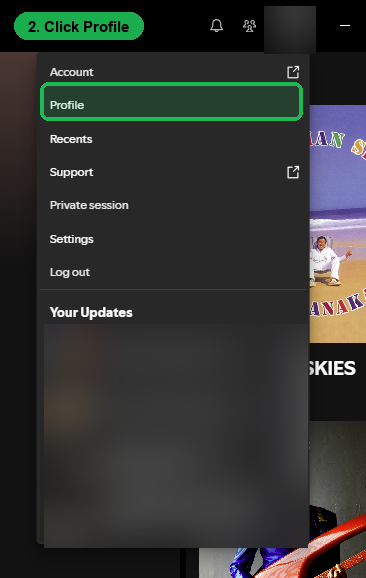 2. Click Profile
Account
Profile
Recents
Support
Private session
Settings
Log out
Your Updates
SKIES